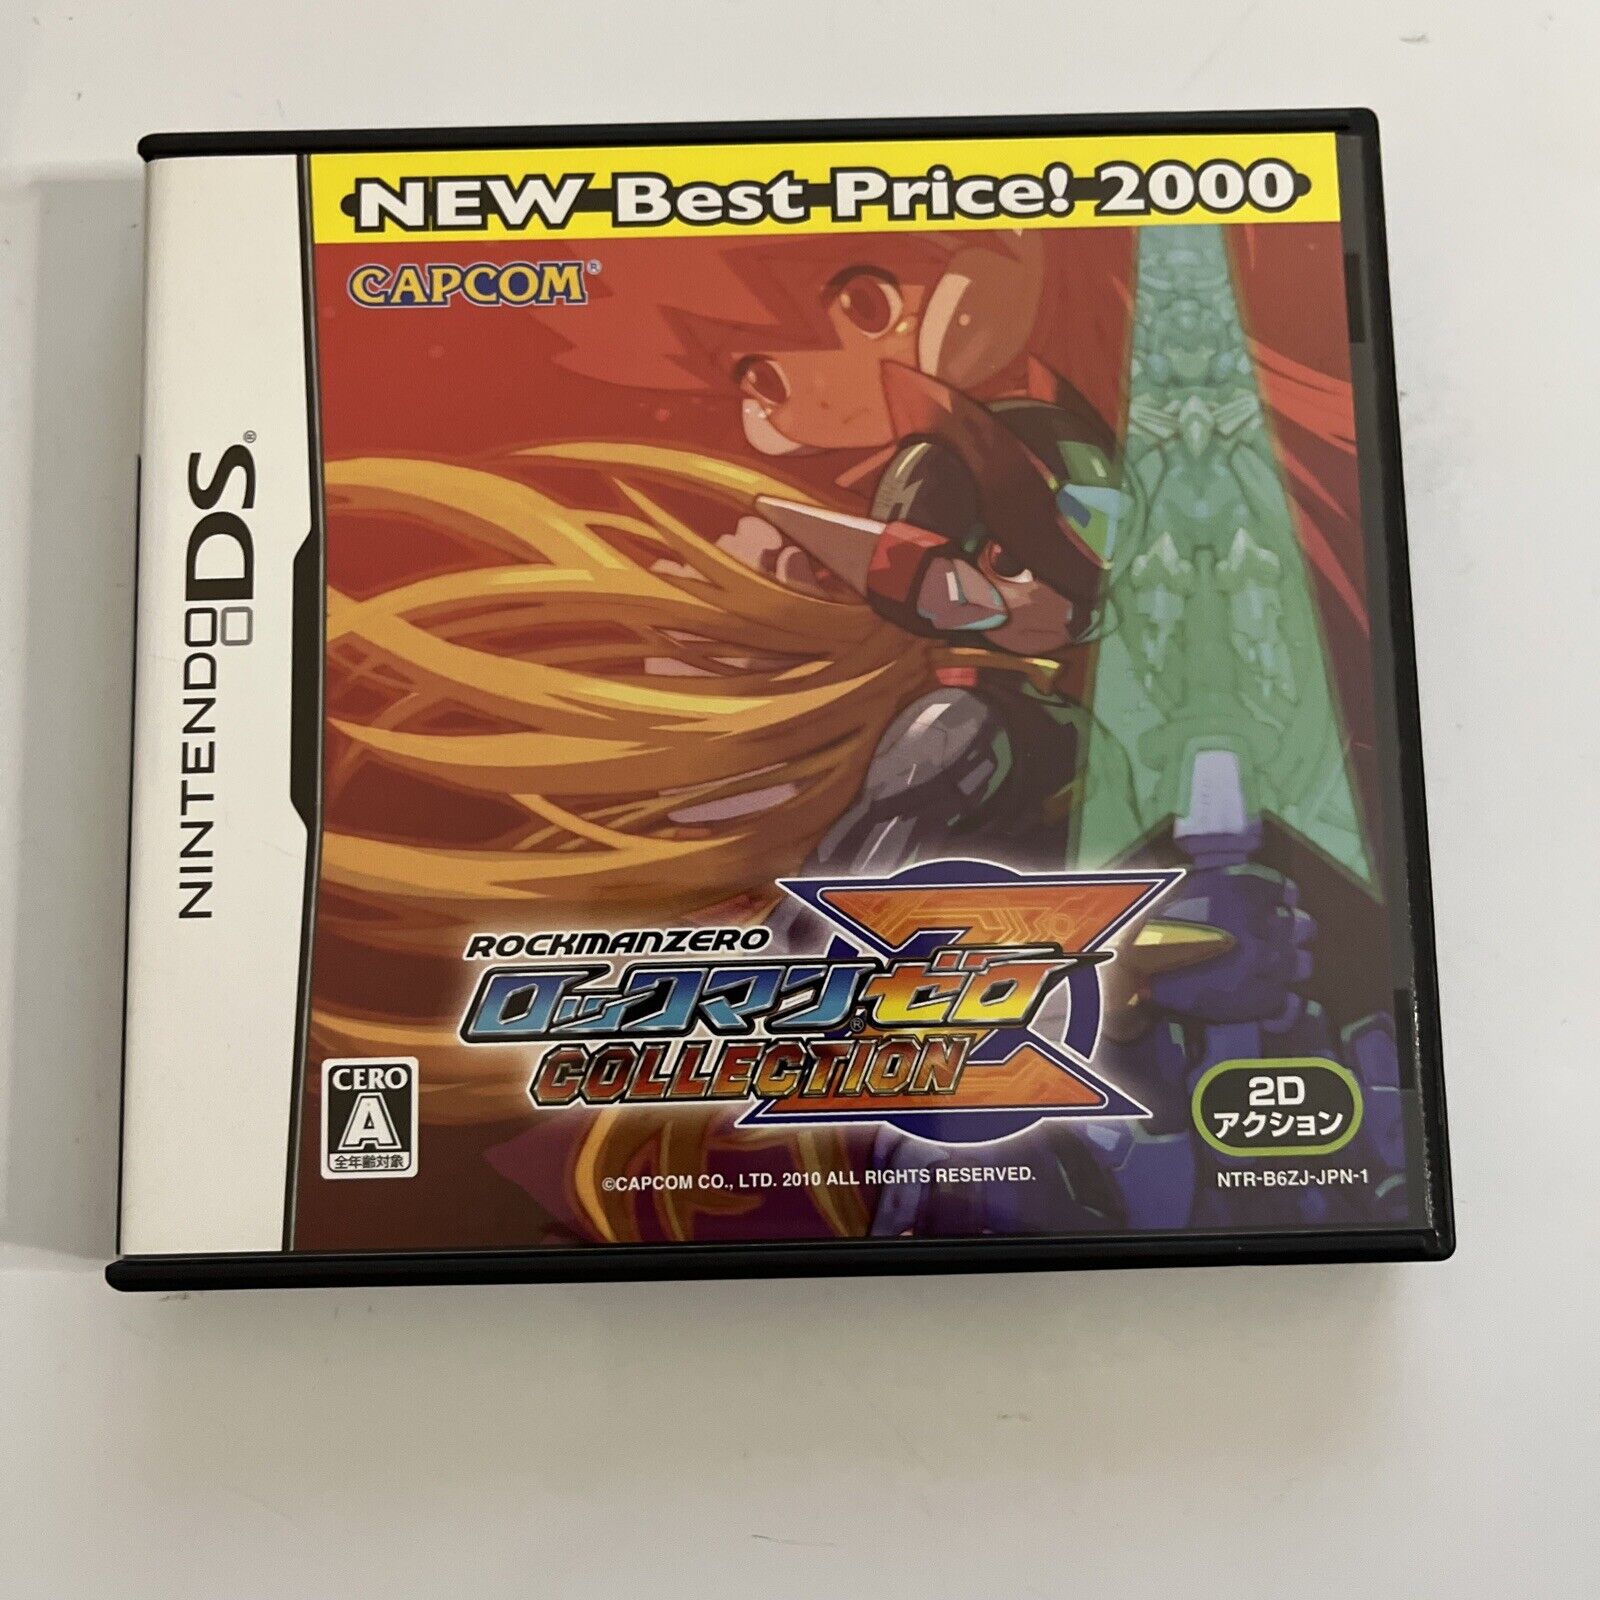 NEW Best Price! 2000
CAPCOM®
NINTENDO DS®
ROCKMANZERO
ロックマン®ゼロ
COLLECTION
CERO
A
全年齢対象
2D
アクション
©CAPCOM CO., LTD. 2010 ALL RIGHTS RESERVED.
NTR-B6ZJ-JPN-1